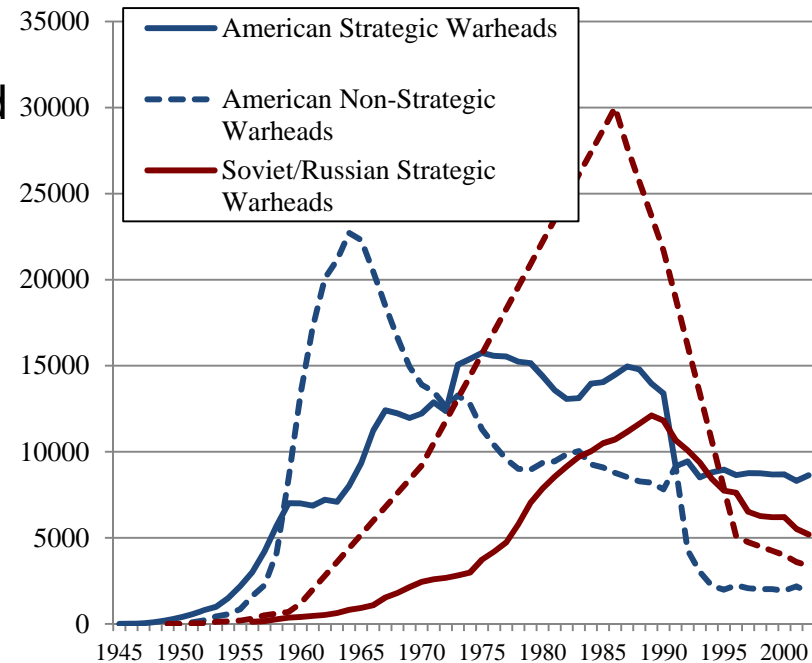 35000
American Strategic Warheads
d
30000
American Non-Strategic
Warheads
Soviet/Russian Strategic
Warheads
25000
20000
15000
10000
5000
0
1945 1950 1955 1960 1965 1970 1975 1980 1985 1990 1995 2000